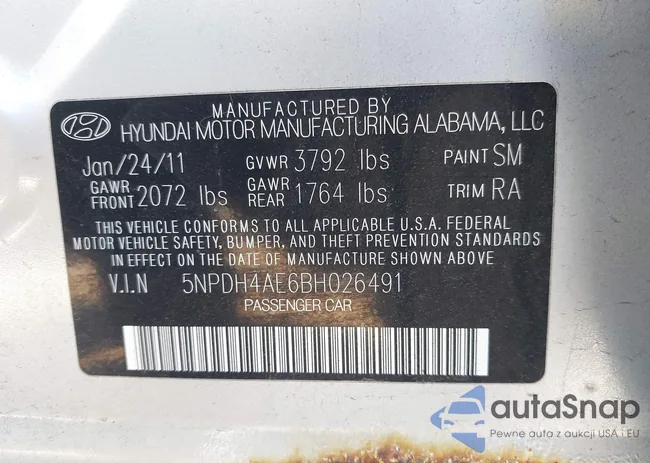 MANUFACTURED BY
HYUNDAI MOTOR MANUFACTURING ALABAMA, LLC
Jan/24/11 GVWR 3792 lbs PAINT SM
GAWR FRONT 2072 lbs GAWR REAR 1764 lbs TRIM RA
THIS VEHICLE CONFORMS TO ALL APPLICABLE U.S.A. FEDERAL
MOTOR VEHICLE SAFETY, BUMPER, AND THEFT PREVENTION STANDARDS
IN EFFECT ON THE DATE OF MANUFACTURE SHOWN ABOVE.
V.I.N 5NPDH4AE6BH026491
PASSENGER CAR
autaSnap
Pewne auta z aukcji USA i EU